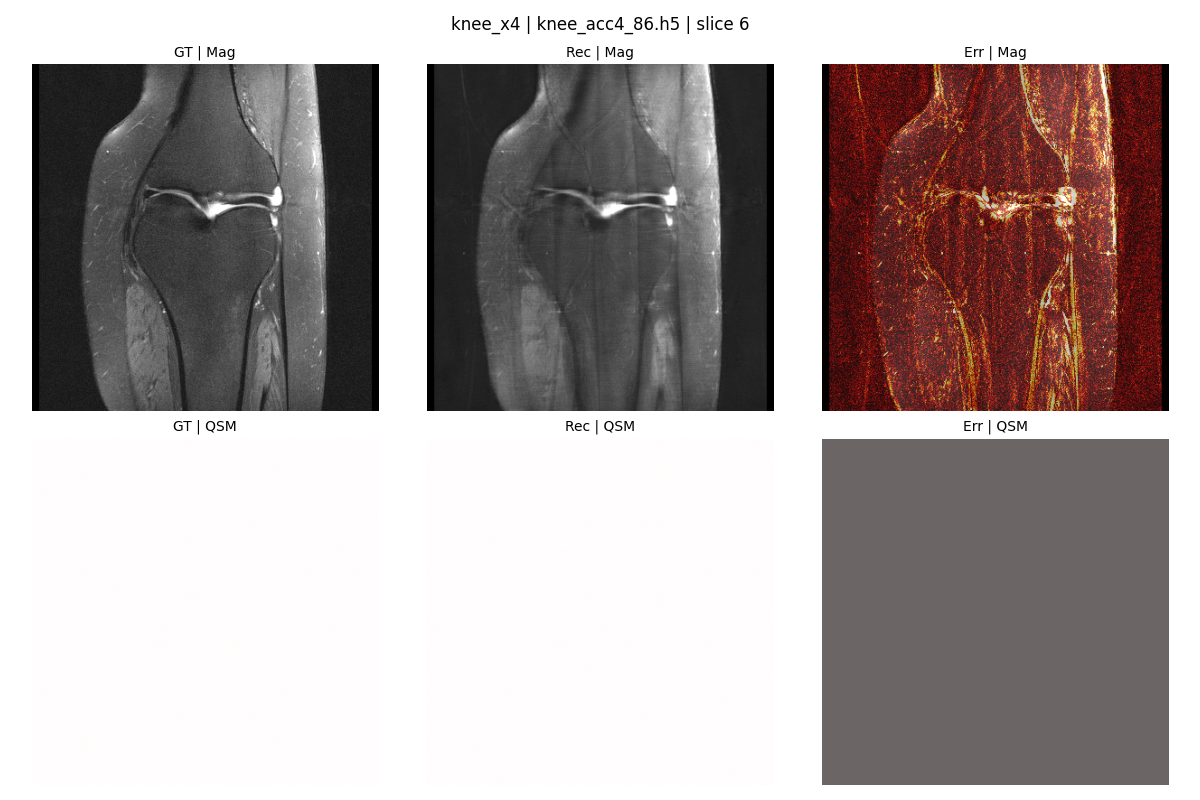 knee_x4 | knee_acc4_86.h5 | slice 6
GT | Mag
Rec | Mag
Err | Mag
GT | QSM
Rec | QSM
Err | QSM